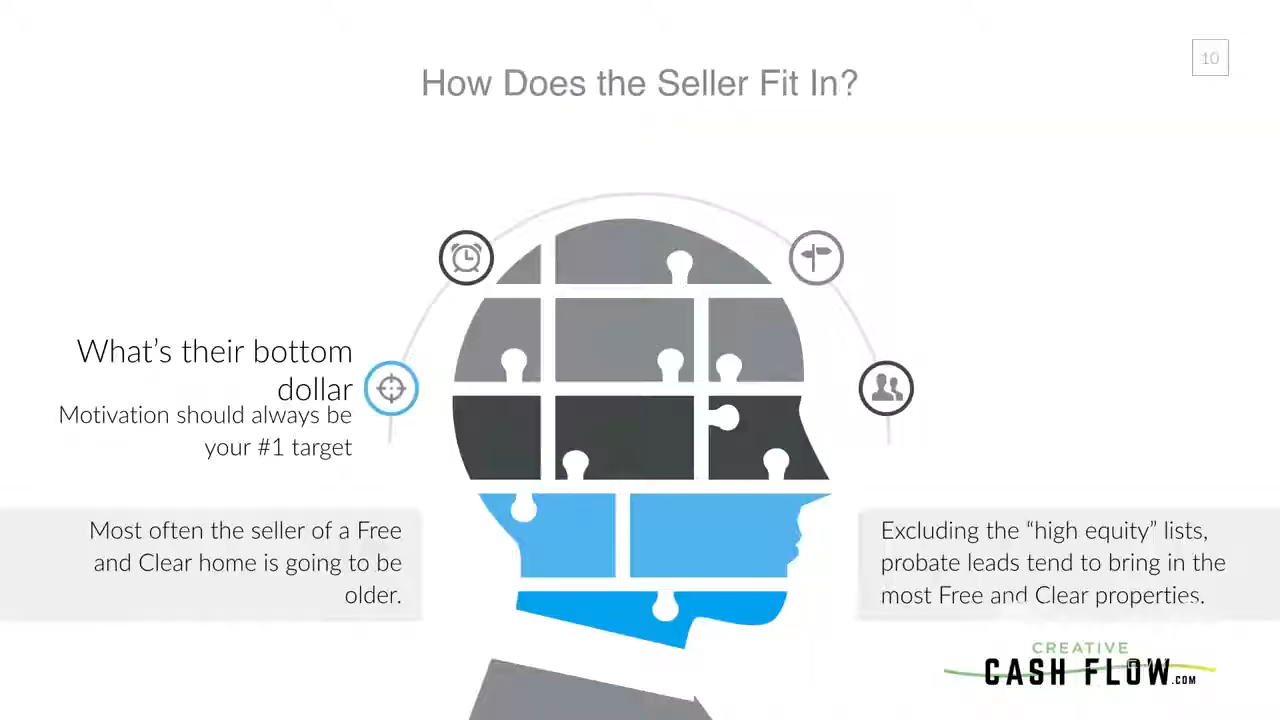 How Does the Seller Fit In?
10
What’s their bottom
dollar
Motivation should always be
your #1 target
Most often the seller of a Free
and Clear home is going to be
older.
Excluding the “high equity” lists,
probate leads tend to bring in the
most Free and Clear properties.
CREATIVE
CASH FLOW.COM